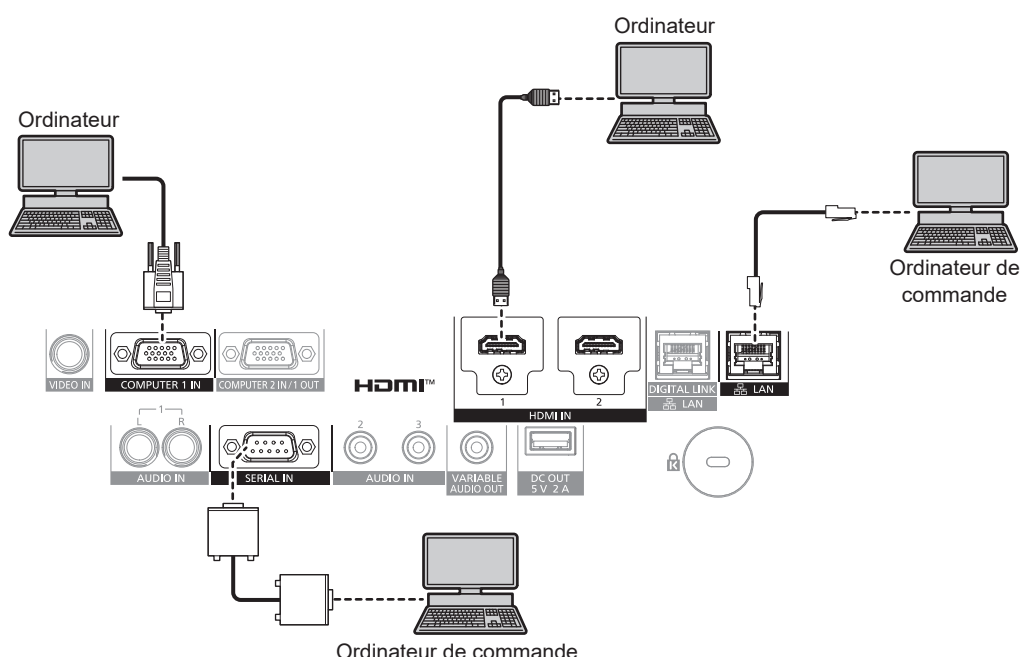 Ordinateur
Ordinateur
Ordinateur de
commande
VIDEO IN
COMPUTER 1 IN
COMPUTER 2 IN/1 OUT
HDMI™
1
2
HDMI IN
DIGITAL LINK
LAN
LAN
1
L
R
AUDIO IN
SERIAL IN
2
3
AUDIO IN
VARIABLE
AUDIO OUT
DC OUT
5 V 2 A
K
Ordinateur de commande